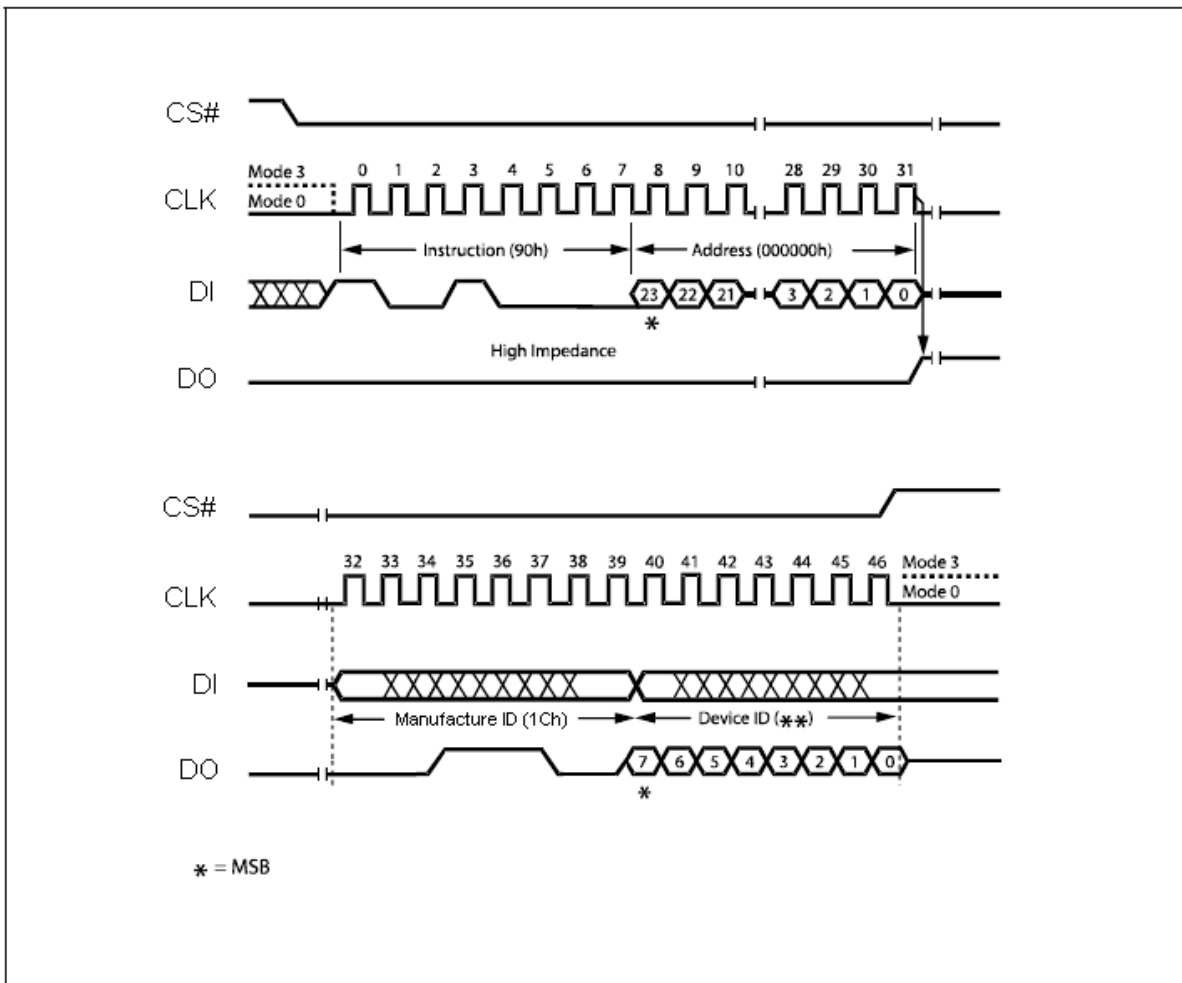 CS#
Mode 3
0 1 2 3 4 5 6 7 8 9 10 28 29 30 31
CLK
Mode 0
Instruction (90h)
Address (000000h)
DI
23 22 21 3 2 1 0
*
High Impedance
DO
CS#
32 33 34 35 36 37 38 39 40 41 42 43 44 45 46
Mode 3
CLK
Mode 0
DI
Manufacture ID (1Ch)
Device ID (**)
DO
7 6 5 4 3 2 1 0
*
* = MSB